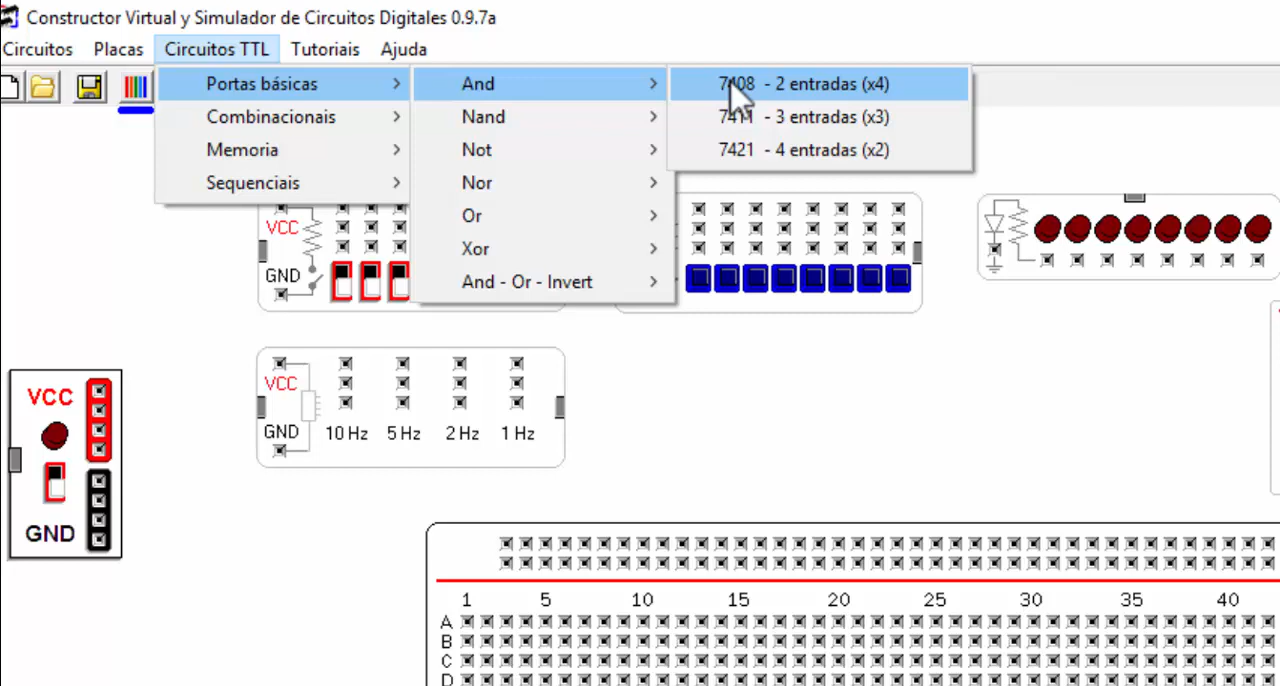 Constructor Virtual y Simulador de Circuitos Digitales 0.9.7a
Circuitos Placas Circuitos TTL Tutoriais Ajuda
Portas básicas
Combinacionais
Memoria
Sequenciais
And
Nand
Not
Nor
Or
Xor
And - Or - Invert
7408 - 2 entradas (x4)
7411 - 3 entradas (x3)
7421 - 4 entradas (x2)
VCC
GND
VCC
GND
10 Hz 5 Hz 2 Hz 1 Hz
VCC
GND
1 5 10 15 20 25 30 35 40
A
B
C
D